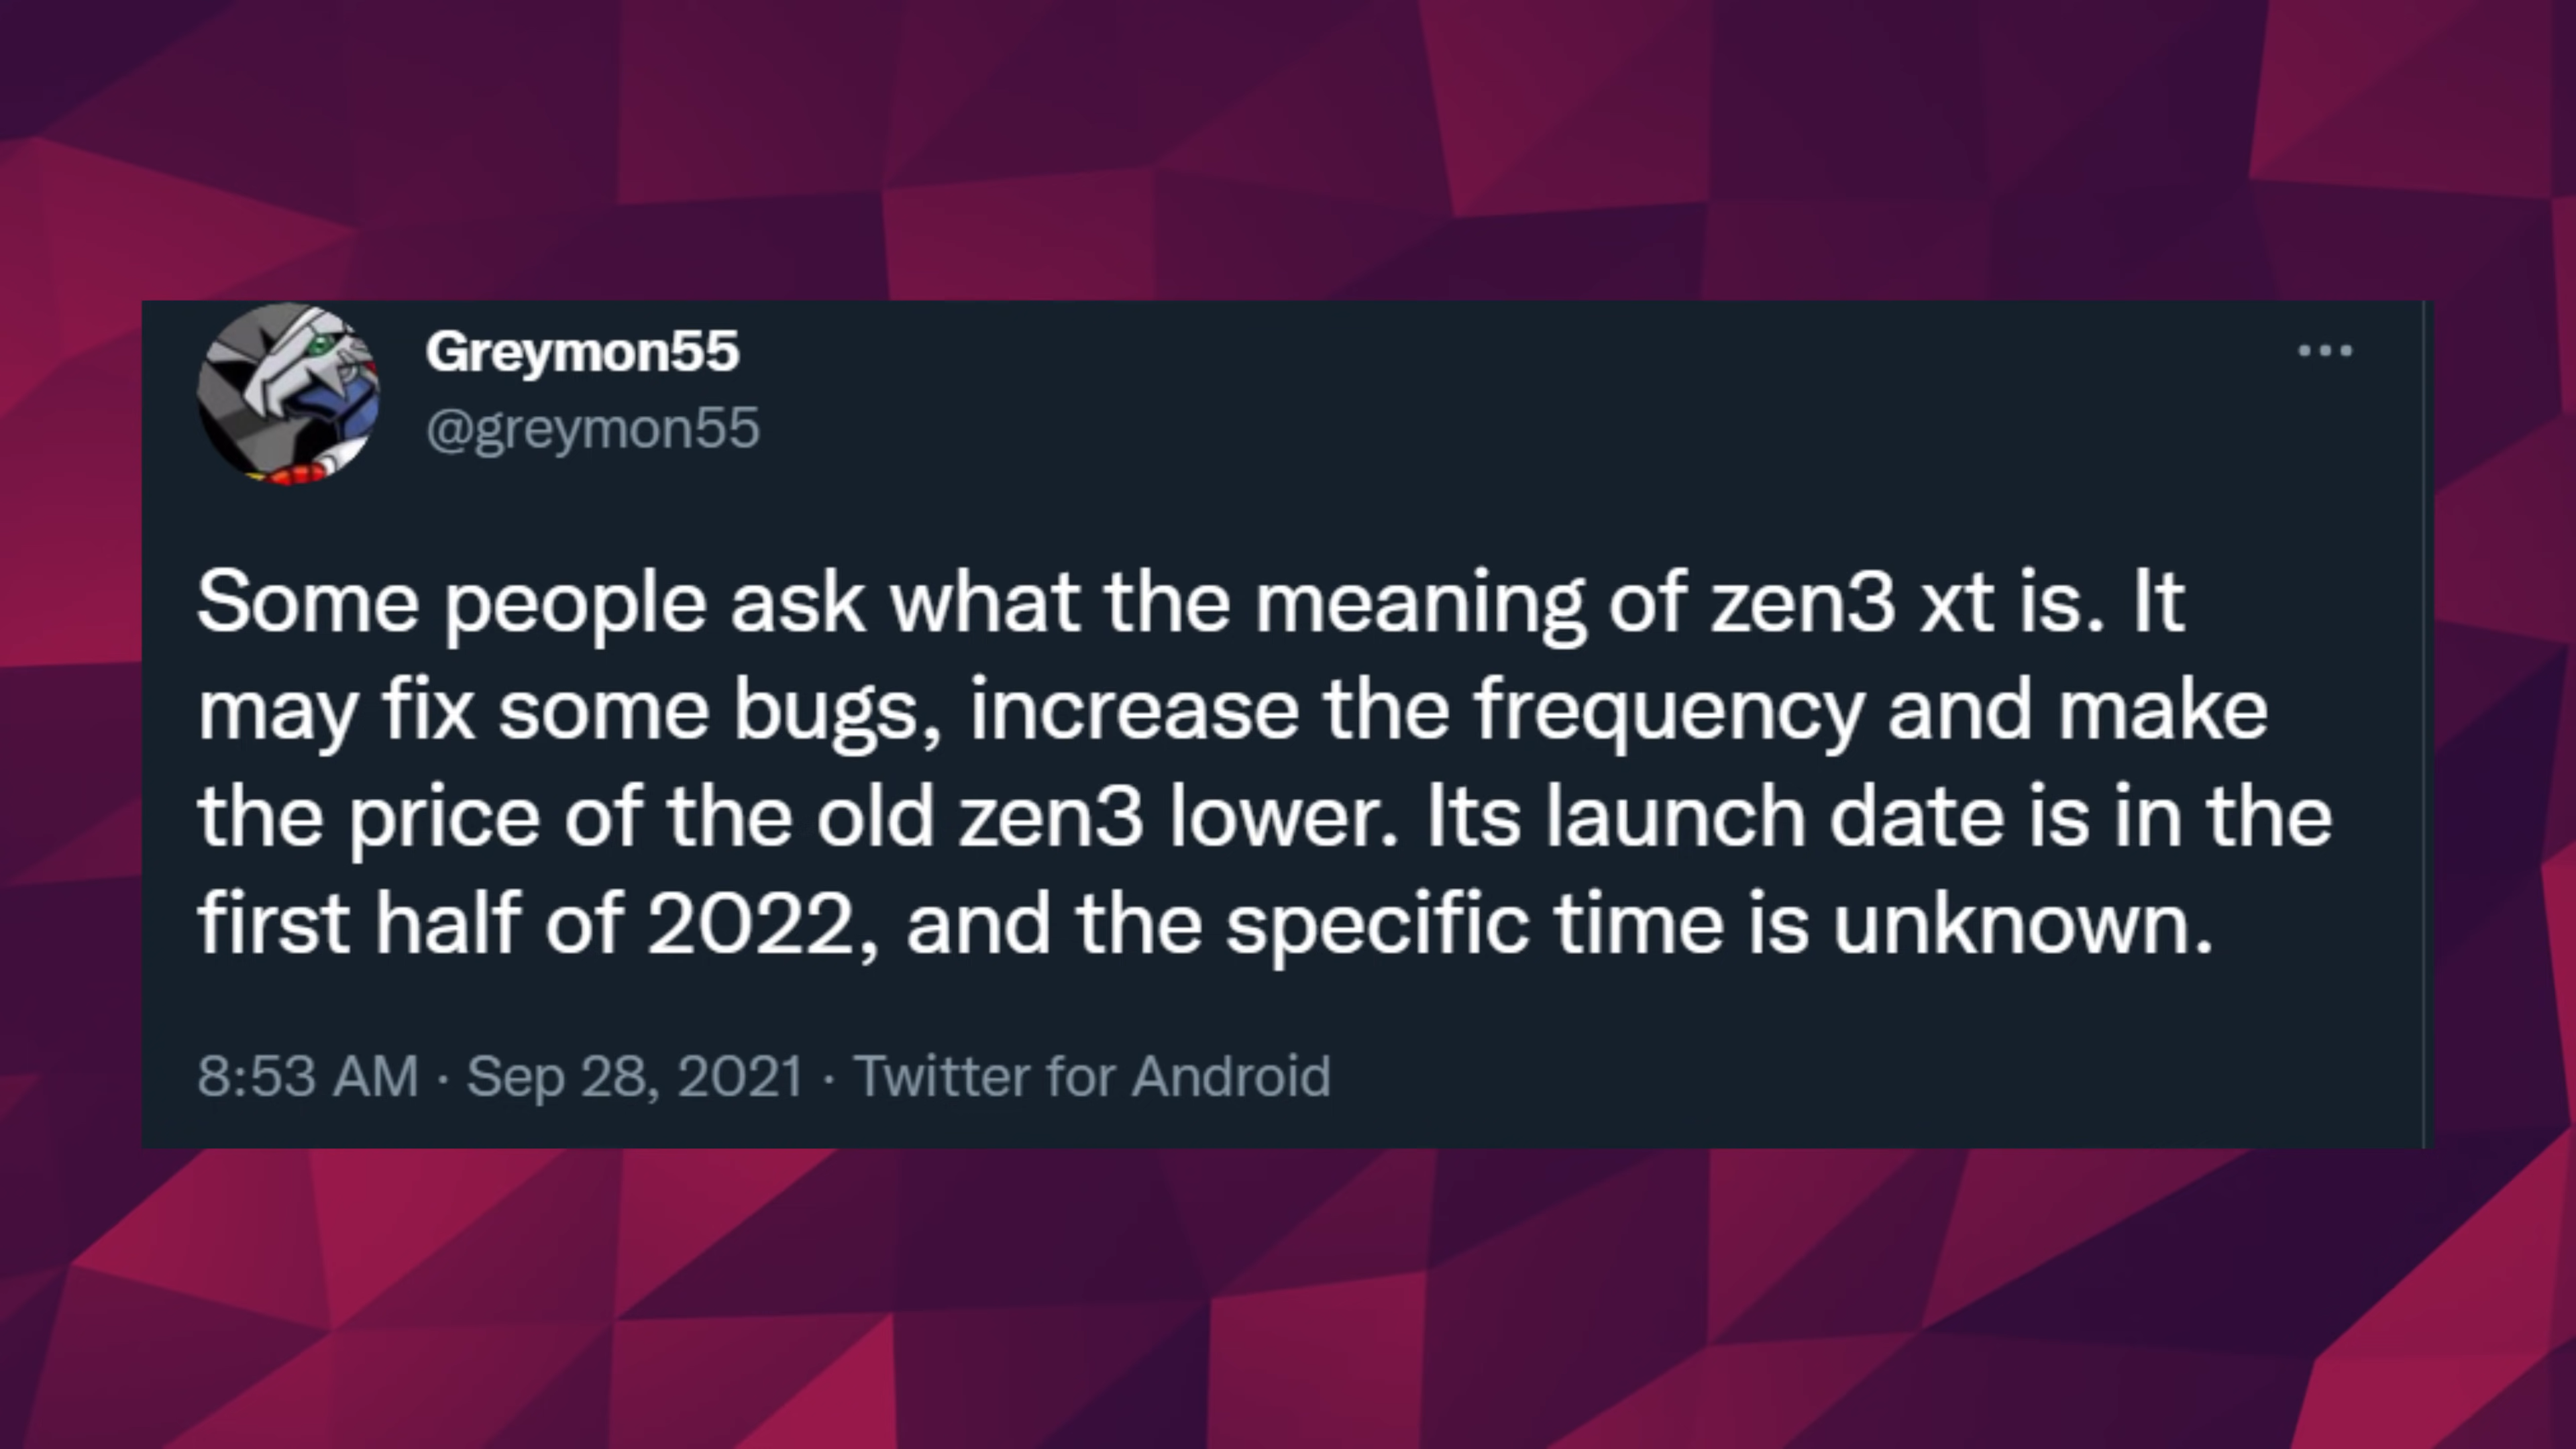 Greymon55
@greymon55
Some people ask what the meaning of zen3 xt is. It
may fix some bugs, increase the frequency and make
the price of the old zen3 lower. Its launch date is in the
first half of 2022, and the specific time is unknown.
8:53 AM · Sep 28, 2021 · Twitter for Android